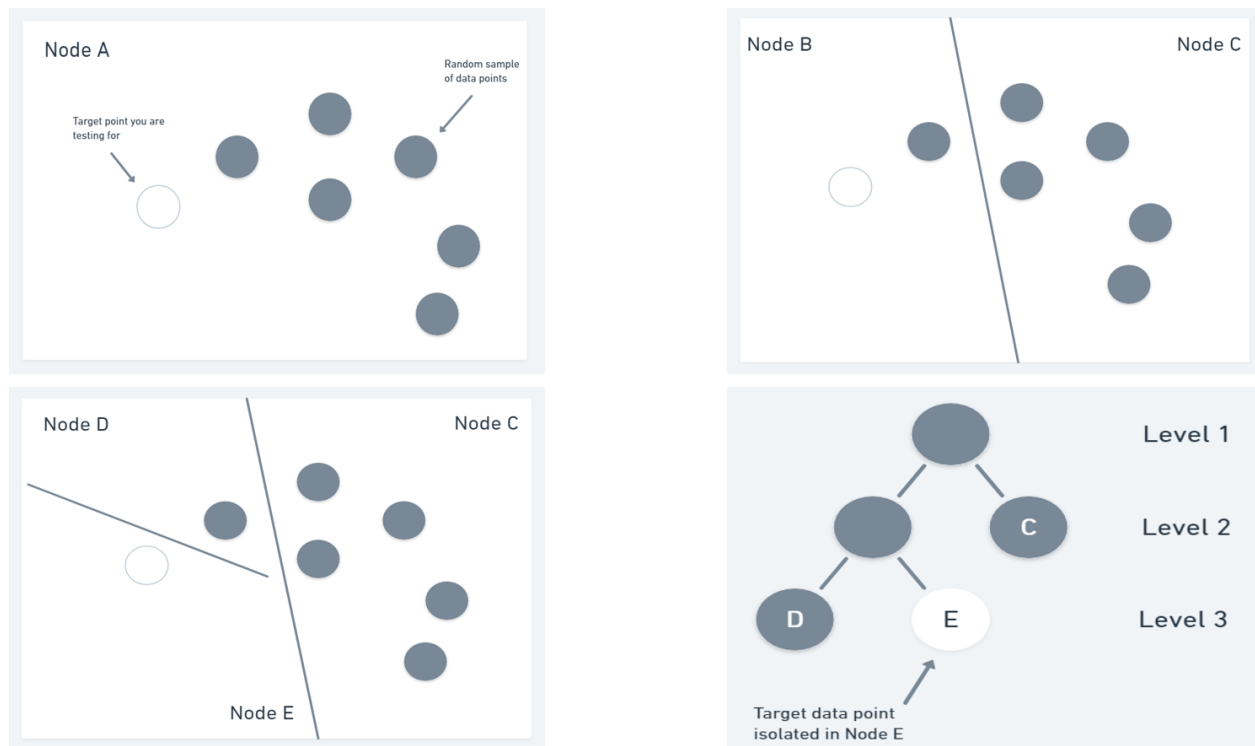 Node A
Random sample
of data points
Target point you are
testing for
Node B
Node C
Node D
Node C
Node E
Level 1
C
Level 2
D
E
Level 3
Target data point
isolated in Node E